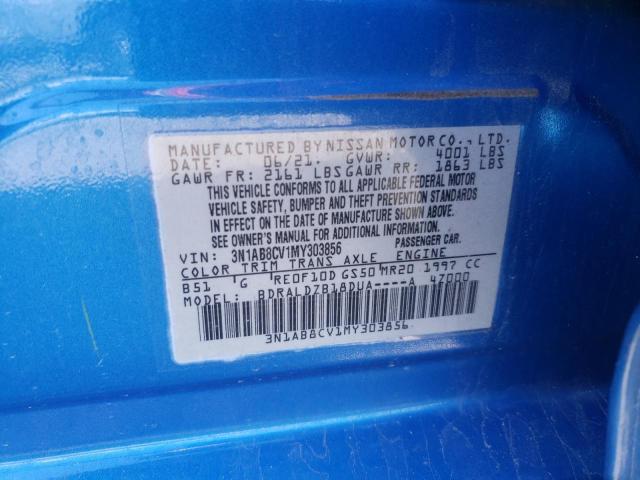 MANUFACTURED BY NISSAN MOTOR CO., LTD.
DATE: 06/21. GVWR: 4001 LBS
GAWR FR: 2161 LBS GAWR RR: 1863 LBS
THIS VEHICLE CONFORMS TO ALL APPLICABLE FEDERAL MOTOR
VEHICLE SAFETY, BUMPER AND THEFT PREVENTION STANDARDS
IN EFFECT ON THE DATE OF MANUFACTURE SHOWN ABOVE.
SEE OWNER'S MANUAL FOR ADDITIONAL INFORMATION.
VIN: 3N1AB8CV1MY303856 PASSENGER CAR.
COLOR TRIM TRANS AXLE ENGINE
B51 G RE0F10D GS50 MR20 1997 CC
MODEL: BDRALDZB18DUA----A 4Z000
3N1AB8CV1MY303856